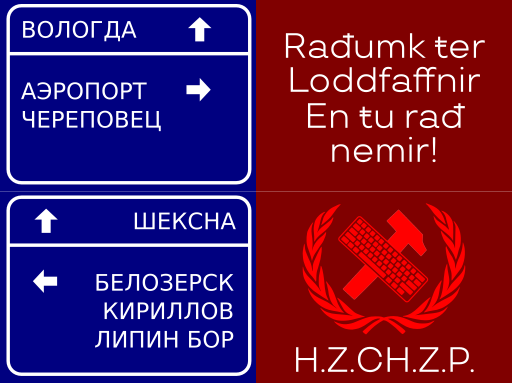 ВОЛОГДА
АЭРОПОРТ
ЧЕРЕПОВЕЦ
Rađumk ŧer
Loddfaffnir
En ŧu rađ
nemir!
ШЕКСНА
БЕЛОЗЕРСК
КИРИЛЛОВ
ЛИПИН БОР
H.Z.CH.Z.P.